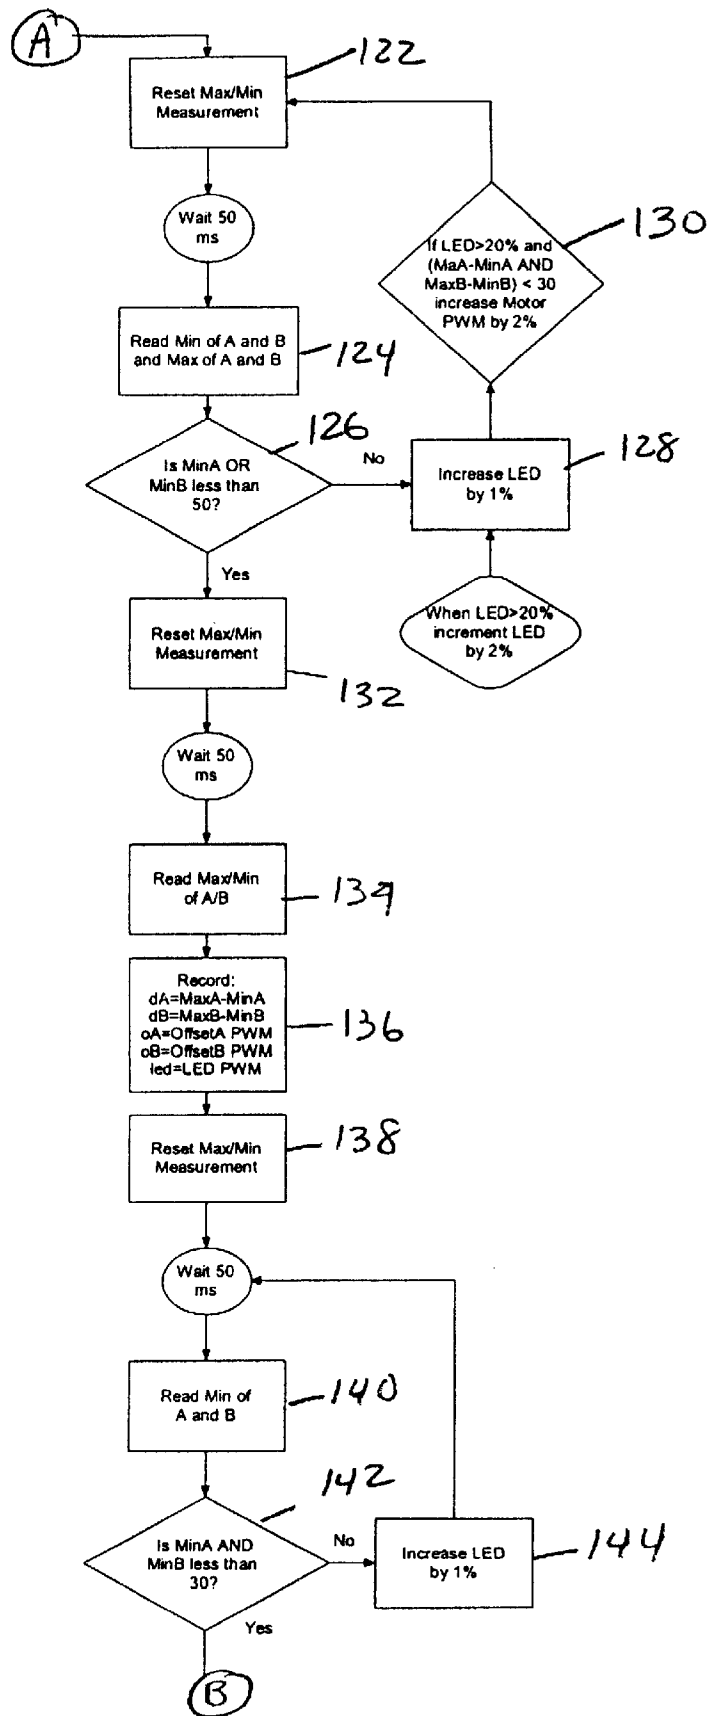 A
122
Reset Max/Min
Measurement
Wait 50
ms
130
If LED>20% and
(MaA-MinA AND
MaxB-MinB) < 30
increase Motor
PWM by 2%
Read Min of A and B
and Max of A and B
124
126
Is MinA OR
MinB less than
50?
No
Increase LED
by 1%
128
Yes
When LED>20%
increment LED
by 2%
Reset Max/Min
Measurement
132
Wait 50
ms
Read Max/Min
of A/B
134
Record:
dA=MaxA-MinA
dB=MaxB-MinB
oA=OffsetA PWM
oB=OffsetB PWM
led=LED PWM
136
Reset Max/Min
Measurement
138
Wait 50
ms
Read Min of
A and B
140
142
Is MinA AND
MinB less than
30?
No
Increase LED
by 1%
144
Yes
B